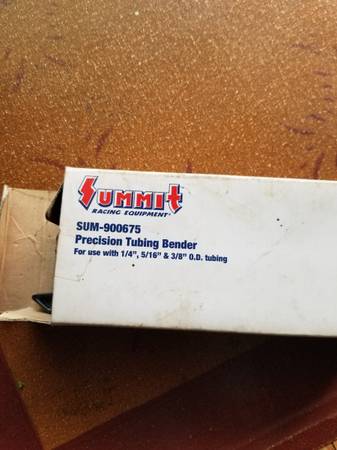 SUMMIT
RACING EQUIPMENT
SUM-900675
Precision Tubing Bender
For use with 1/4", 5/16" & 3/8" O.D. tubing